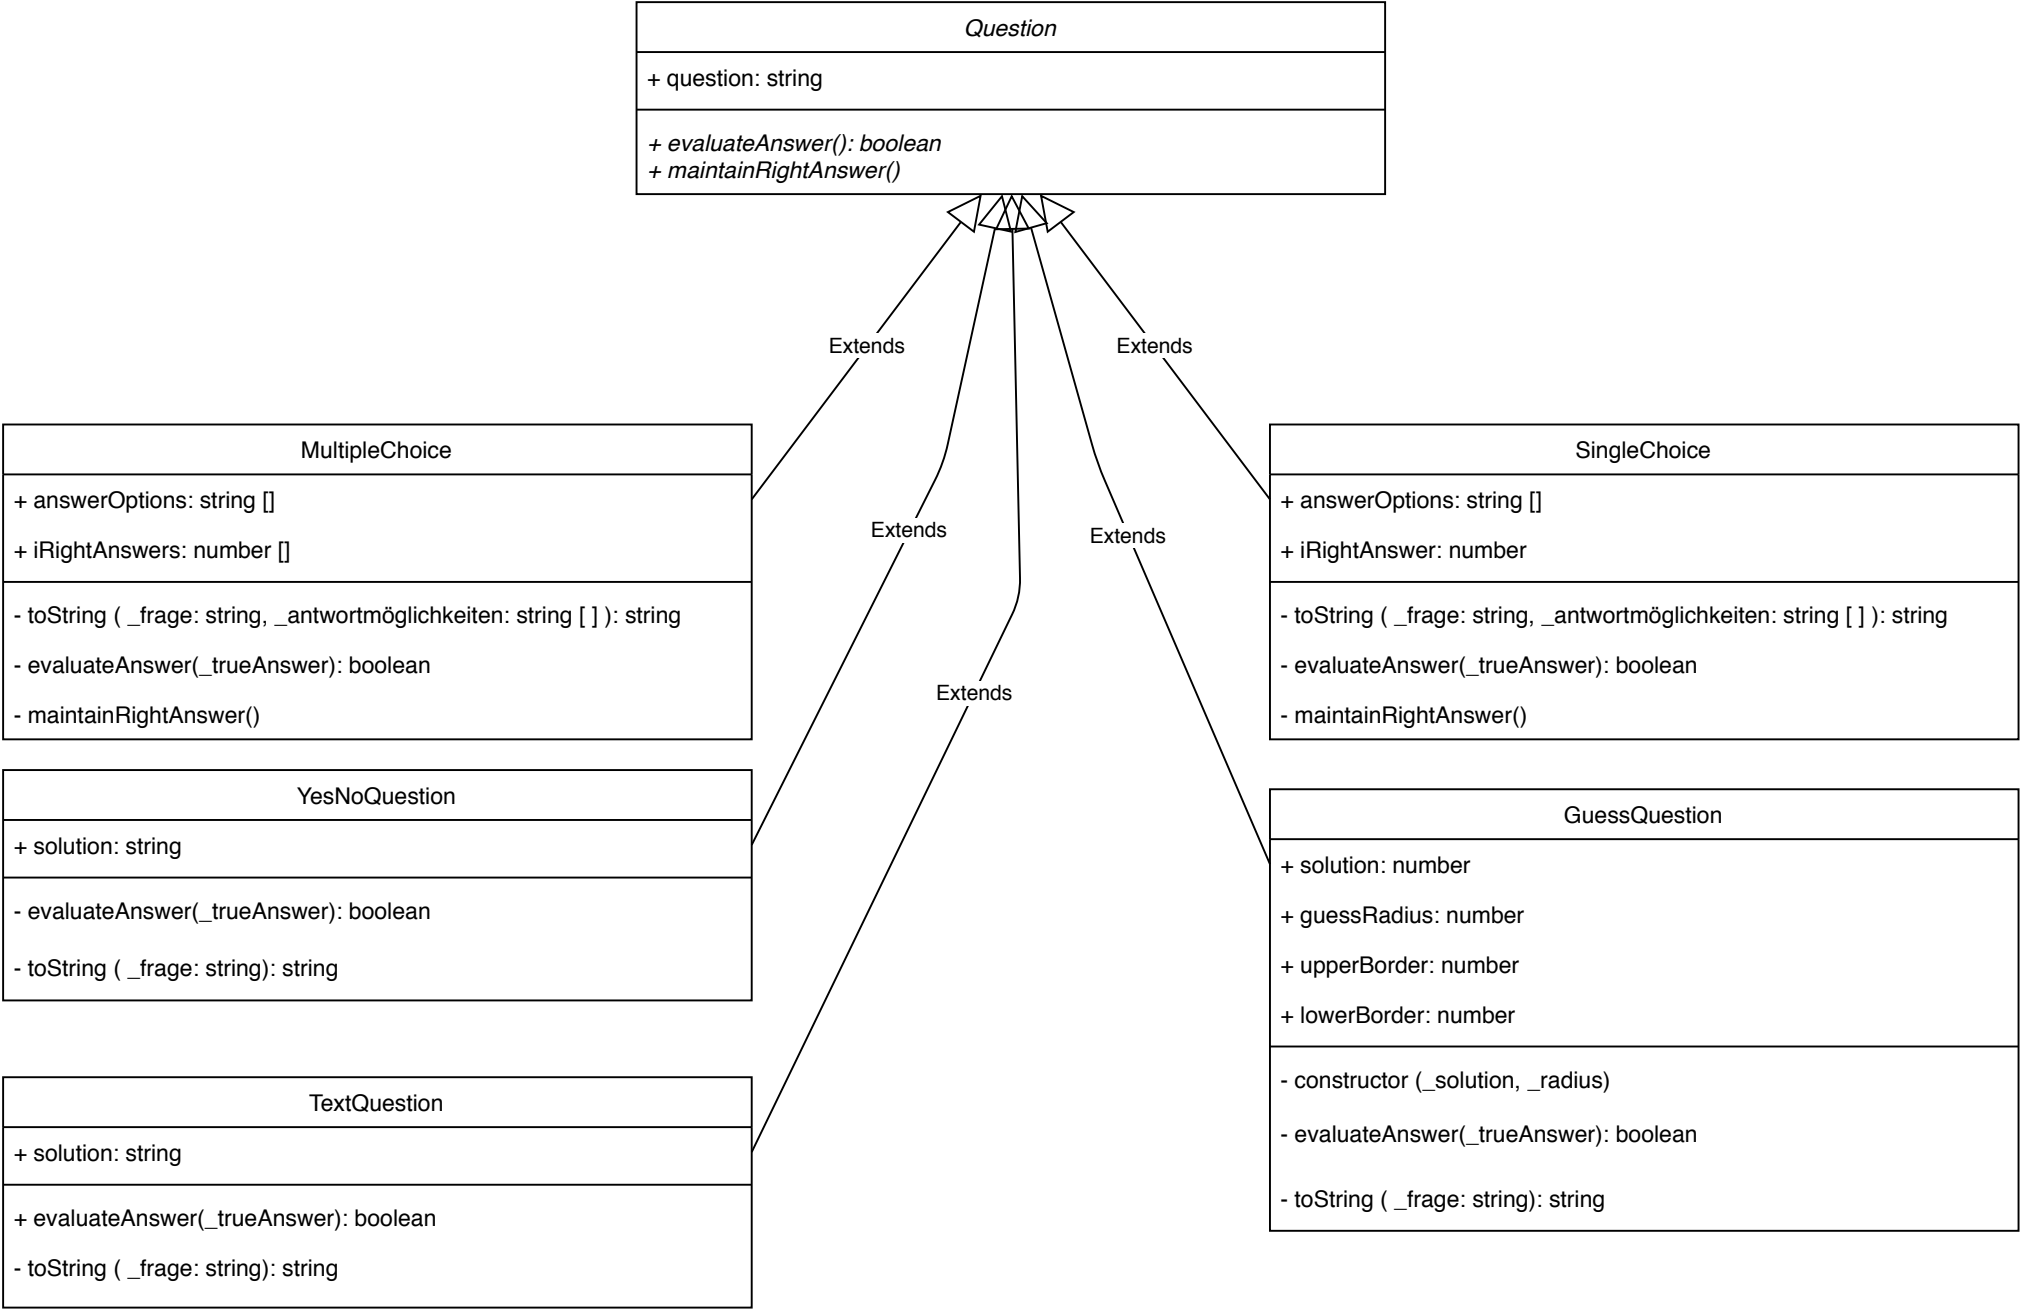 Question
+ question: string
+ evaluateAnswer(): boolean
+ maintainRightAnswer()
Extends
Extends
MultipleChoice
+ answerOptions: string []
+ iRightAnswers: number []
- toString ( _frage: string, _antwortmöglichkeiten: string [ ] ): string
- evaluateAnswer(_trueAnswer): boolean
- maintainRightAnswer()
SingleChoice
+ answerOptions: string []
+ iRightAnswer: number
- toString ( _frage: string, _antwortmöglichkeiten: string [ ] ): string
- evaluateAnswer(_trueAnswer): boolean
- maintainRightAnswer()
Extends
Extends
Extends
YesNoQuestion
+ solution: string
- evaluateAnswer(_trueAnswer): boolean
- toString ( _frage: string): string
GuessQuestion
+ solution: number
+ guessRadius: number
+ upperBorder: number
+ lowerBorder: number
- constructor (_solution, _radius)
- evaluateAnswer(_trueAnswer): boolean
- toString ( _frage: string): string
TextQuestion
+ solution: string
+ evaluateAnswer(_trueAnswer): boolean
- toString ( _frage: string): string